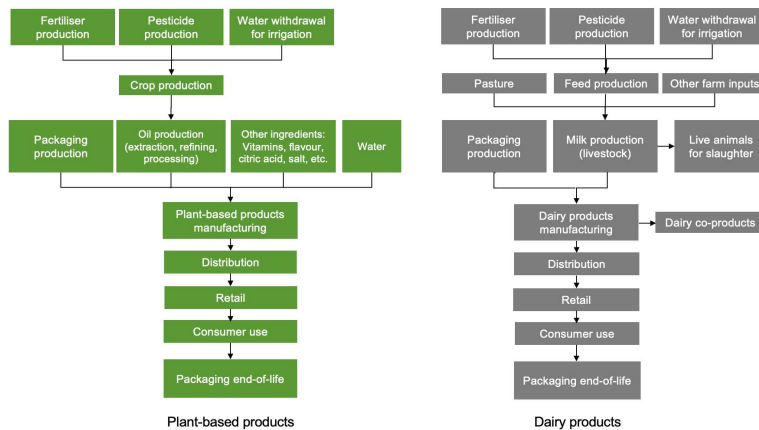 Fertiliser
production
Pesticide
production
Water withdrawal
for irrigation
Crop production
Packaging
production
Oil production
(extraction, refining,
processing)
Other ingredients:
Vitamins, flavour,
citric acid, salt, etc.
Water
Plant-based products
manufacturing
Distribution
Retail
Consumer use
Packaging end-of-life
Plant-based products
Fertiliser
production
Pesticide
production
Water withdrawal
for irrigation
Pasture
Feed production
Other farm inputs
Packaging
production
Milk production
(livestock)
Live animals
for slaughter
Dairy products
manufacturing
Dairy co-products
Distribution
Retail
Consumer use
Packaging end-of-life
Dairy products